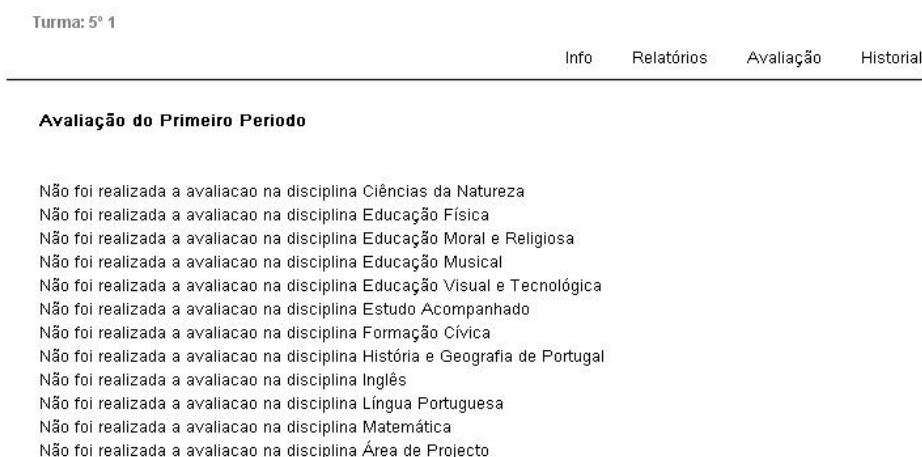 Turma: 5º 1
Info Relatórios Avaliação Historial
Avaliação do Primeiro Periodo
Não foi realizada a avaliacao na disciplina Ciências da Natureza
Não foi realizada a avaliacao na disciplina Educação Física
Não foi realizada a avaliacao na disciplina Educação Moral e Religiosa
Não foi realizada a avaliacao na disciplina Educação Musical
Não foi realizada a avaliacao na disciplina Educação Visual e Tecnológica
Não foi realizada a avaliacao na disciplina Estudo Acompanhado
Não foi realizada a avaliacao na disciplina Formação Cívica
Não foi realizada a avaliacao na disciplina História e Geografia de Portugal
Não foi realizada a avaliacao na disciplina Inglês
Não foi realizada a avaliacao na disciplina Língua Portuguesa
Não foi realizada a avaliacao na disciplina Matemática
Não foi realizada a avaliacao na disciplina Área de Projecto